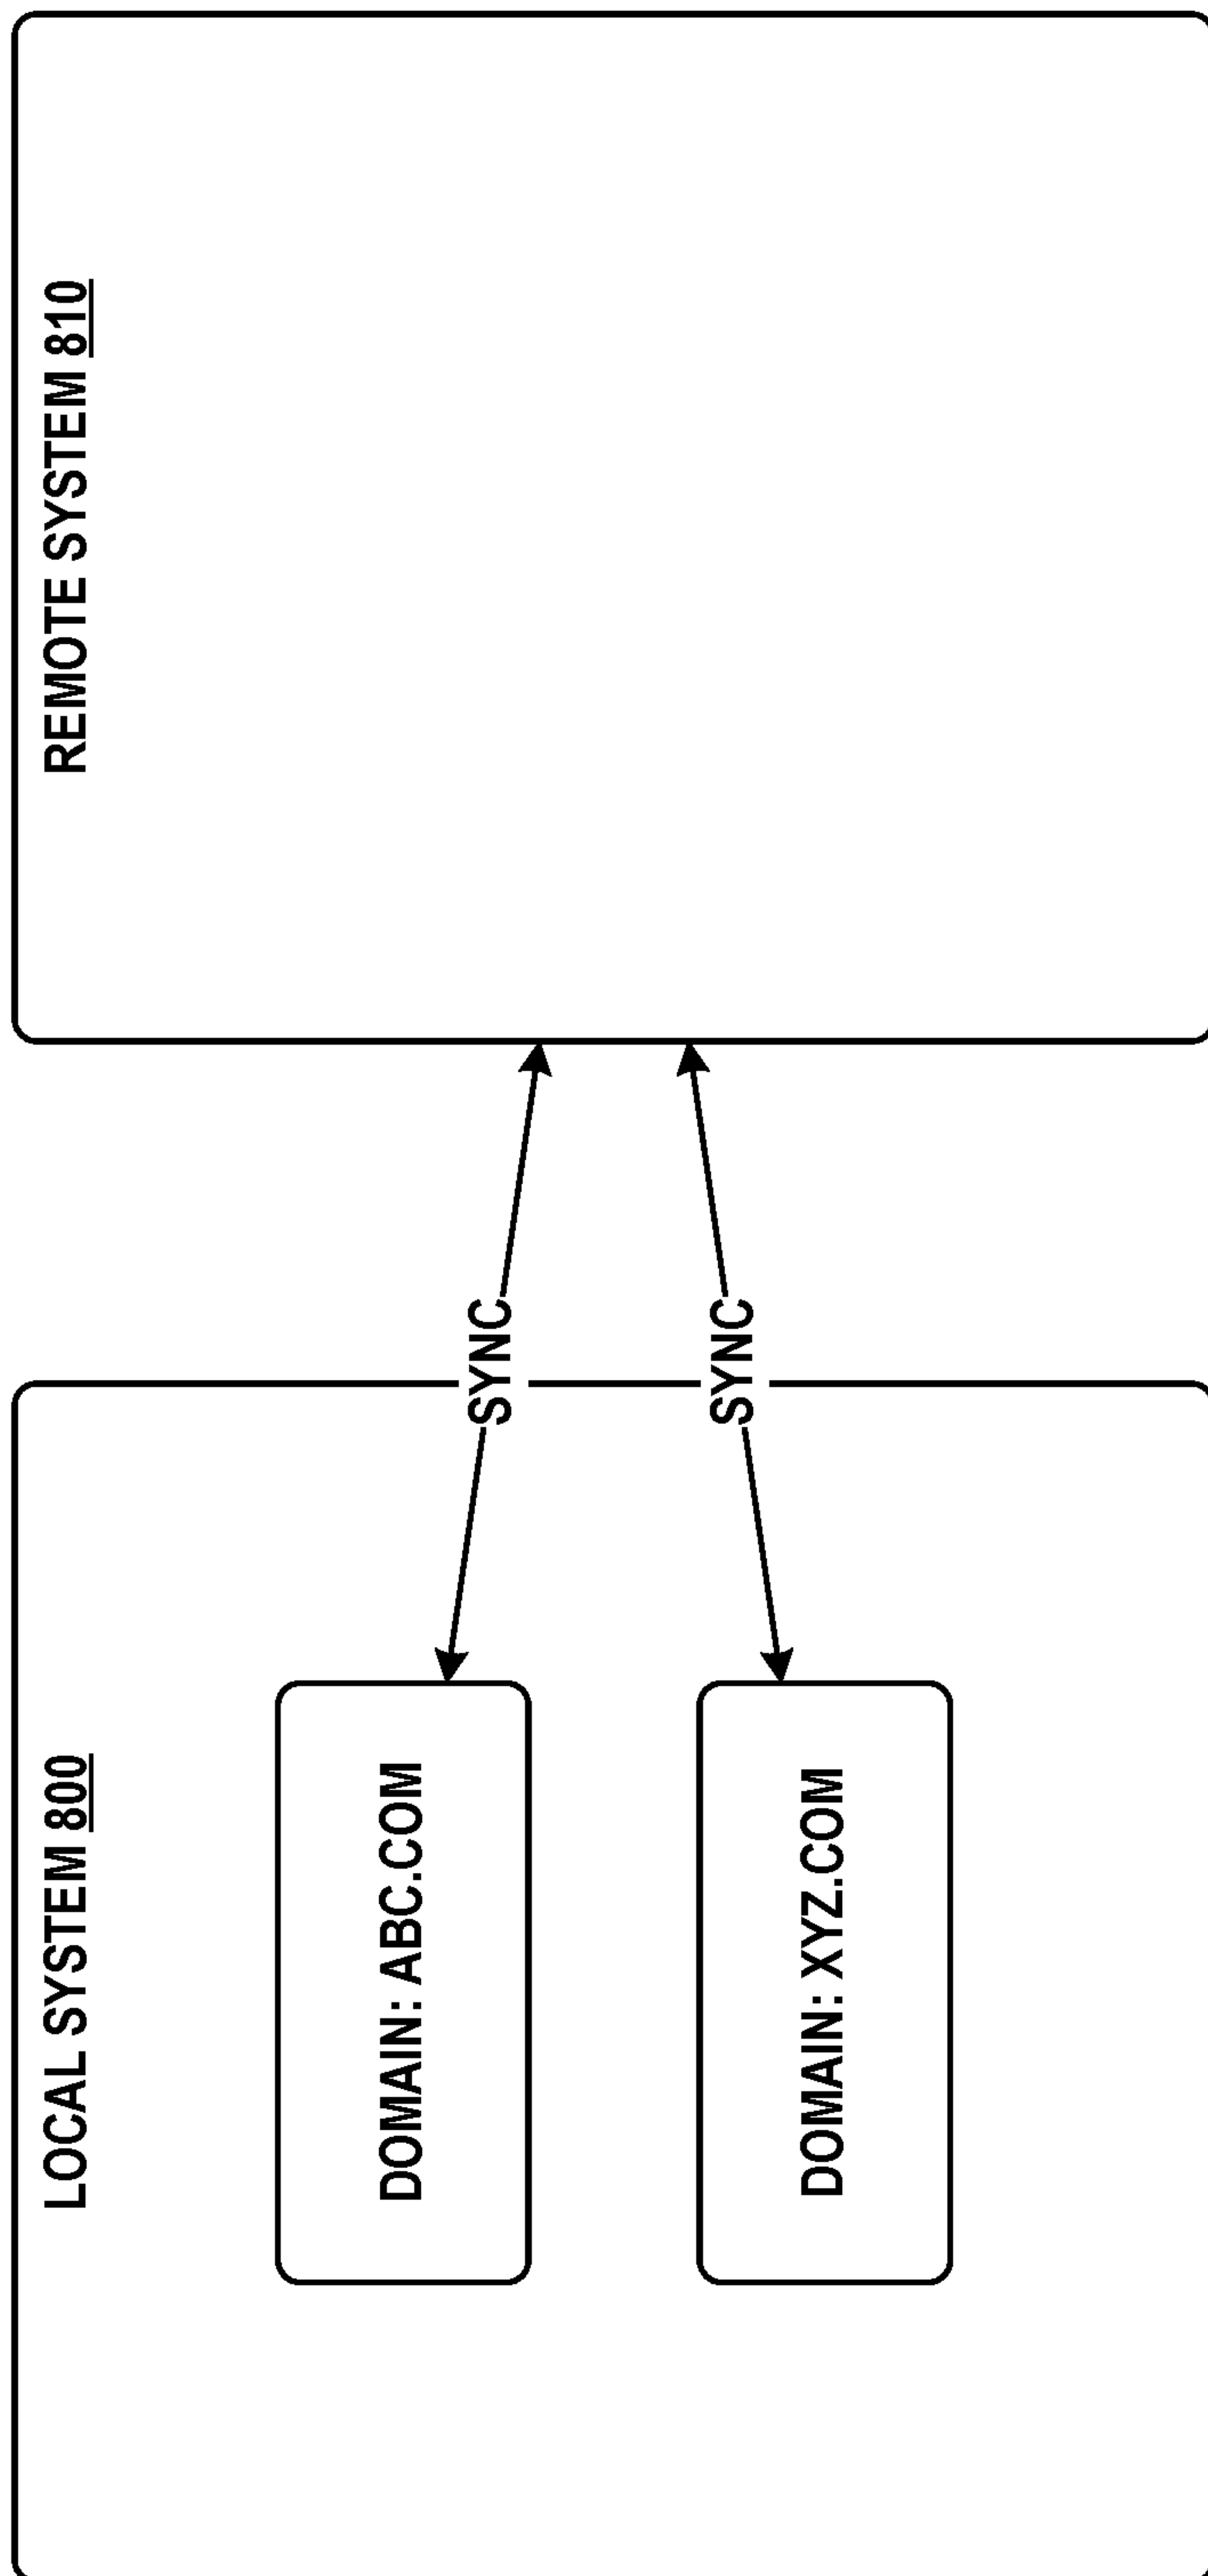 LOCAL SYSTEM 800
DOMAIN: ABC.COM
DOMAIN: XYZ.COM
SYNC
SYNC
REMOTE SYSTEM 810